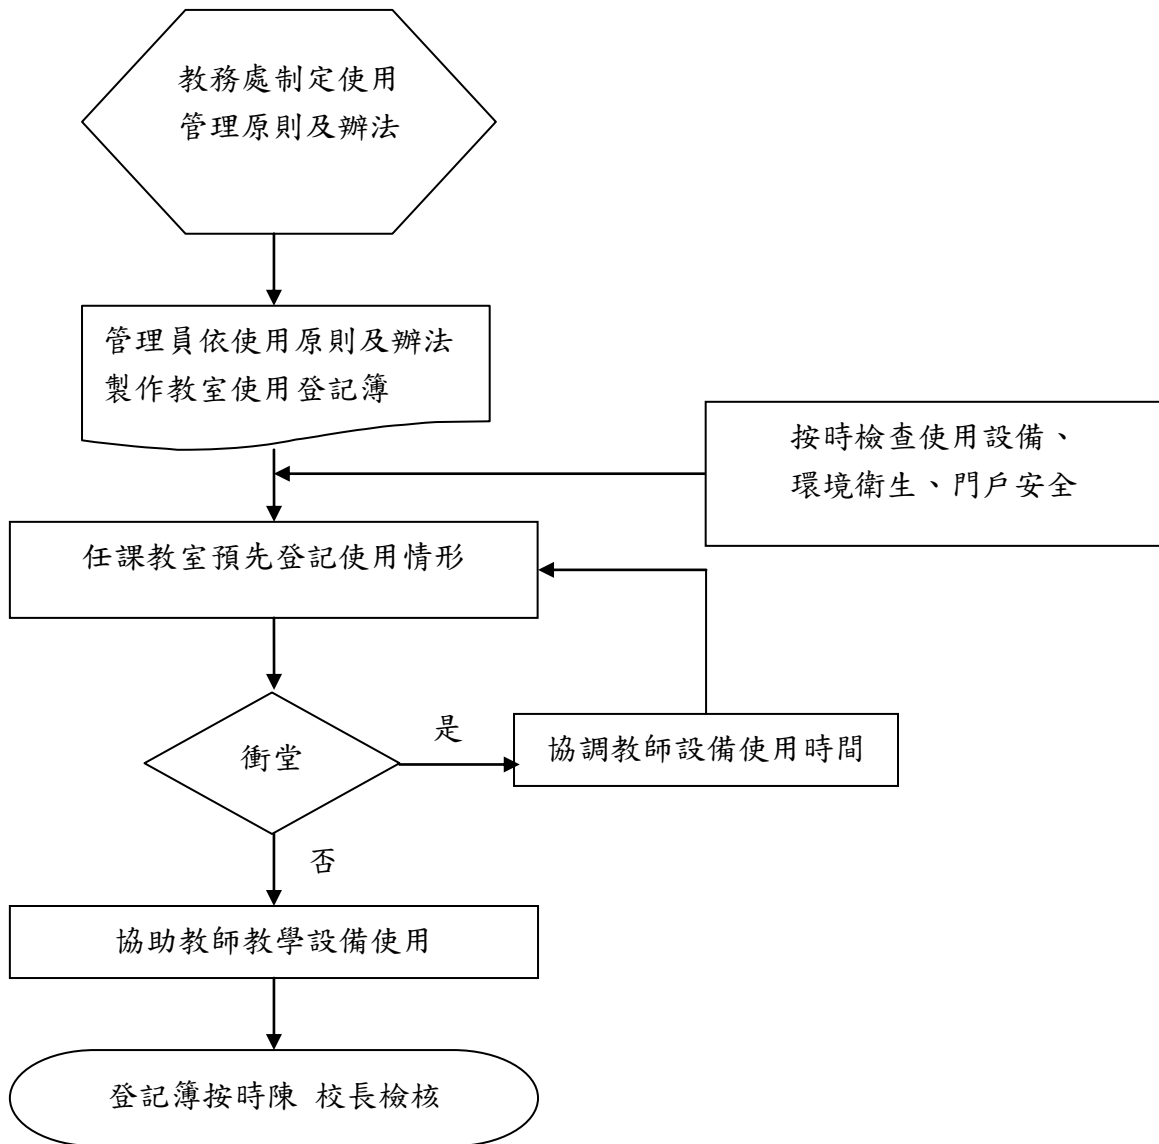 教務處制定使用
管理原則及辦法
管理員依使用原則及辦法
製作教室使用登記簿
按時檢查使用設備、
環境衛生、門戶安全
任課教室預先登記使用情形
衝堂
是
協調教師設備使用時間
否
協助教師教學設備使用
登記簿按時陳 校長檢核